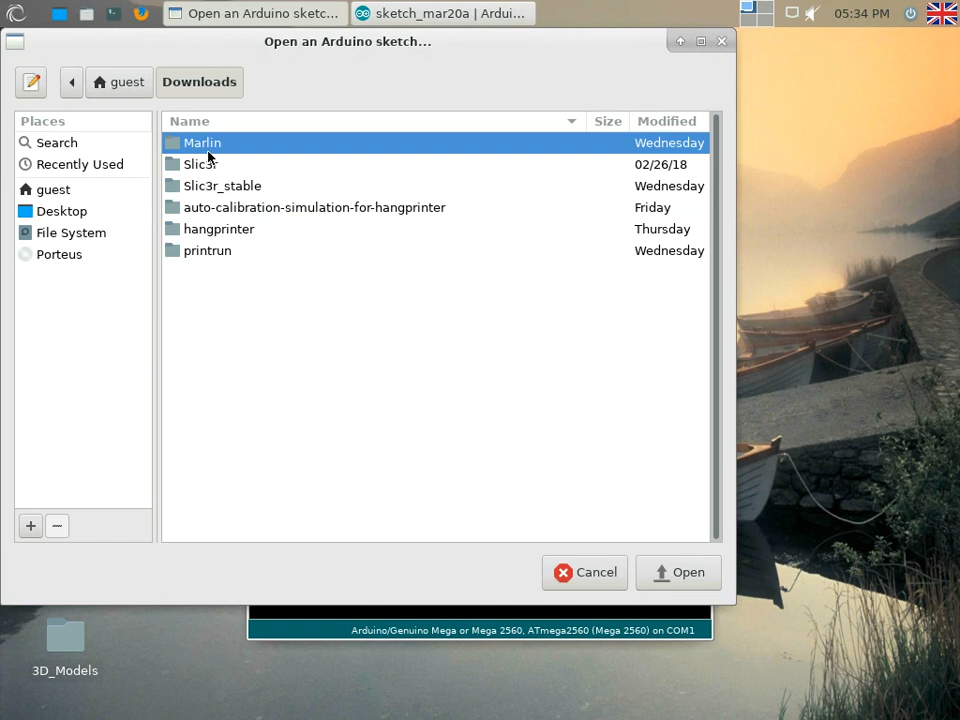 Open an Arduino sketc...
sketch_mar20a | Ardui...
05:34 PM
Open an Arduino sketch...
guest
Downloads
Places
Search
Recently Used
guest
Desktop
File System
Porteus
Name Size Modified
Marlin Wednesday
Slic3r 02/26/18
Slic3r_stable Wednesday
auto-calibration-simulation-for-hangprinter Friday
hangprinter Thursday
printrun Wednesday
Cancel
Open
Arduino/Genuino Mega or Mega 2560, ATmega2560 (Mega 2560) on COM1
3D_Models